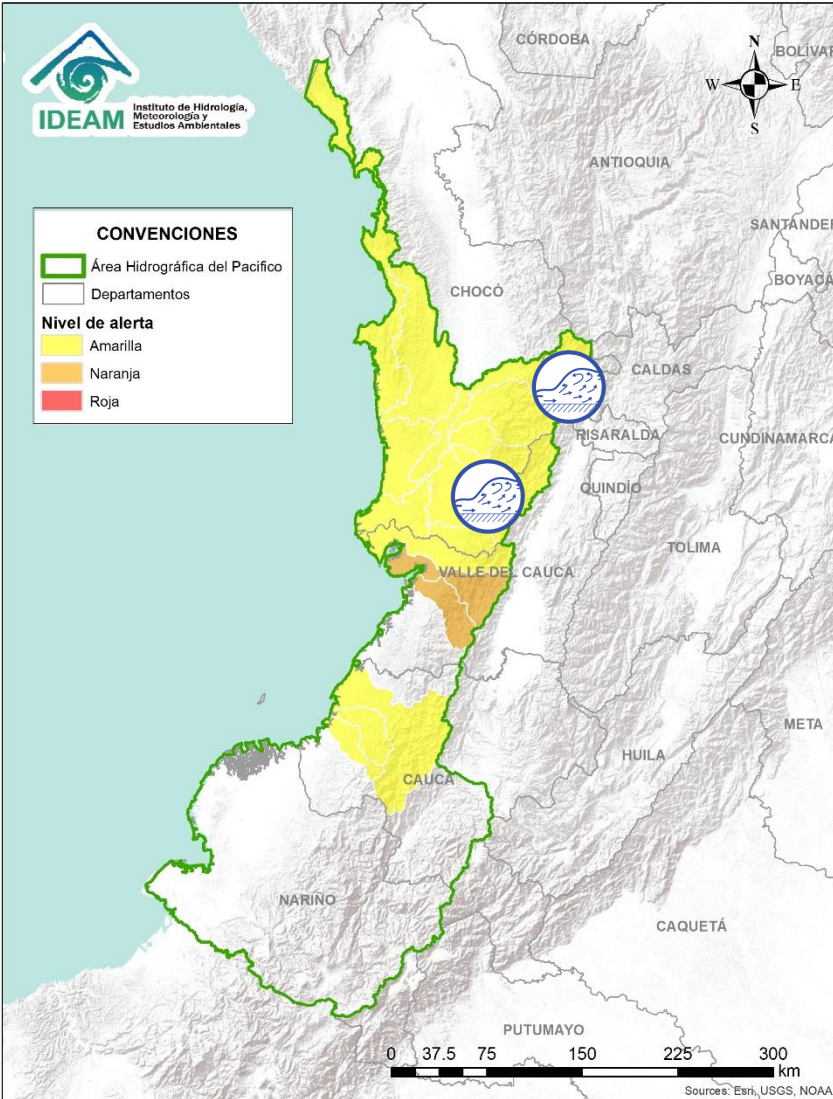 IDEAM
Instituto de Hidrología,
Meteorología y
Estudios Ambientales
CONVENCIONES
Área Hidrográfica del Pacifico
Departamentos
Nivel de alerta
Amarilla
Naranja
Roja
N
W
E
S
CÓRDOBA
BOLÍVAR
ANTIOQUIA
SANTANDER
BOYACÁ
CHOCÓ
CALDAS
RISARALDA
CUNDINAMARCA
QUINDÍO
TOLIMA
VALLE DEL CAUCA
META
HUILA
CAUCA
NARIÑO
CAQUETÁ
PUTUMAYO
0 37.5 75 150 225 300
km
Sources: Esri, USGS, NOAA